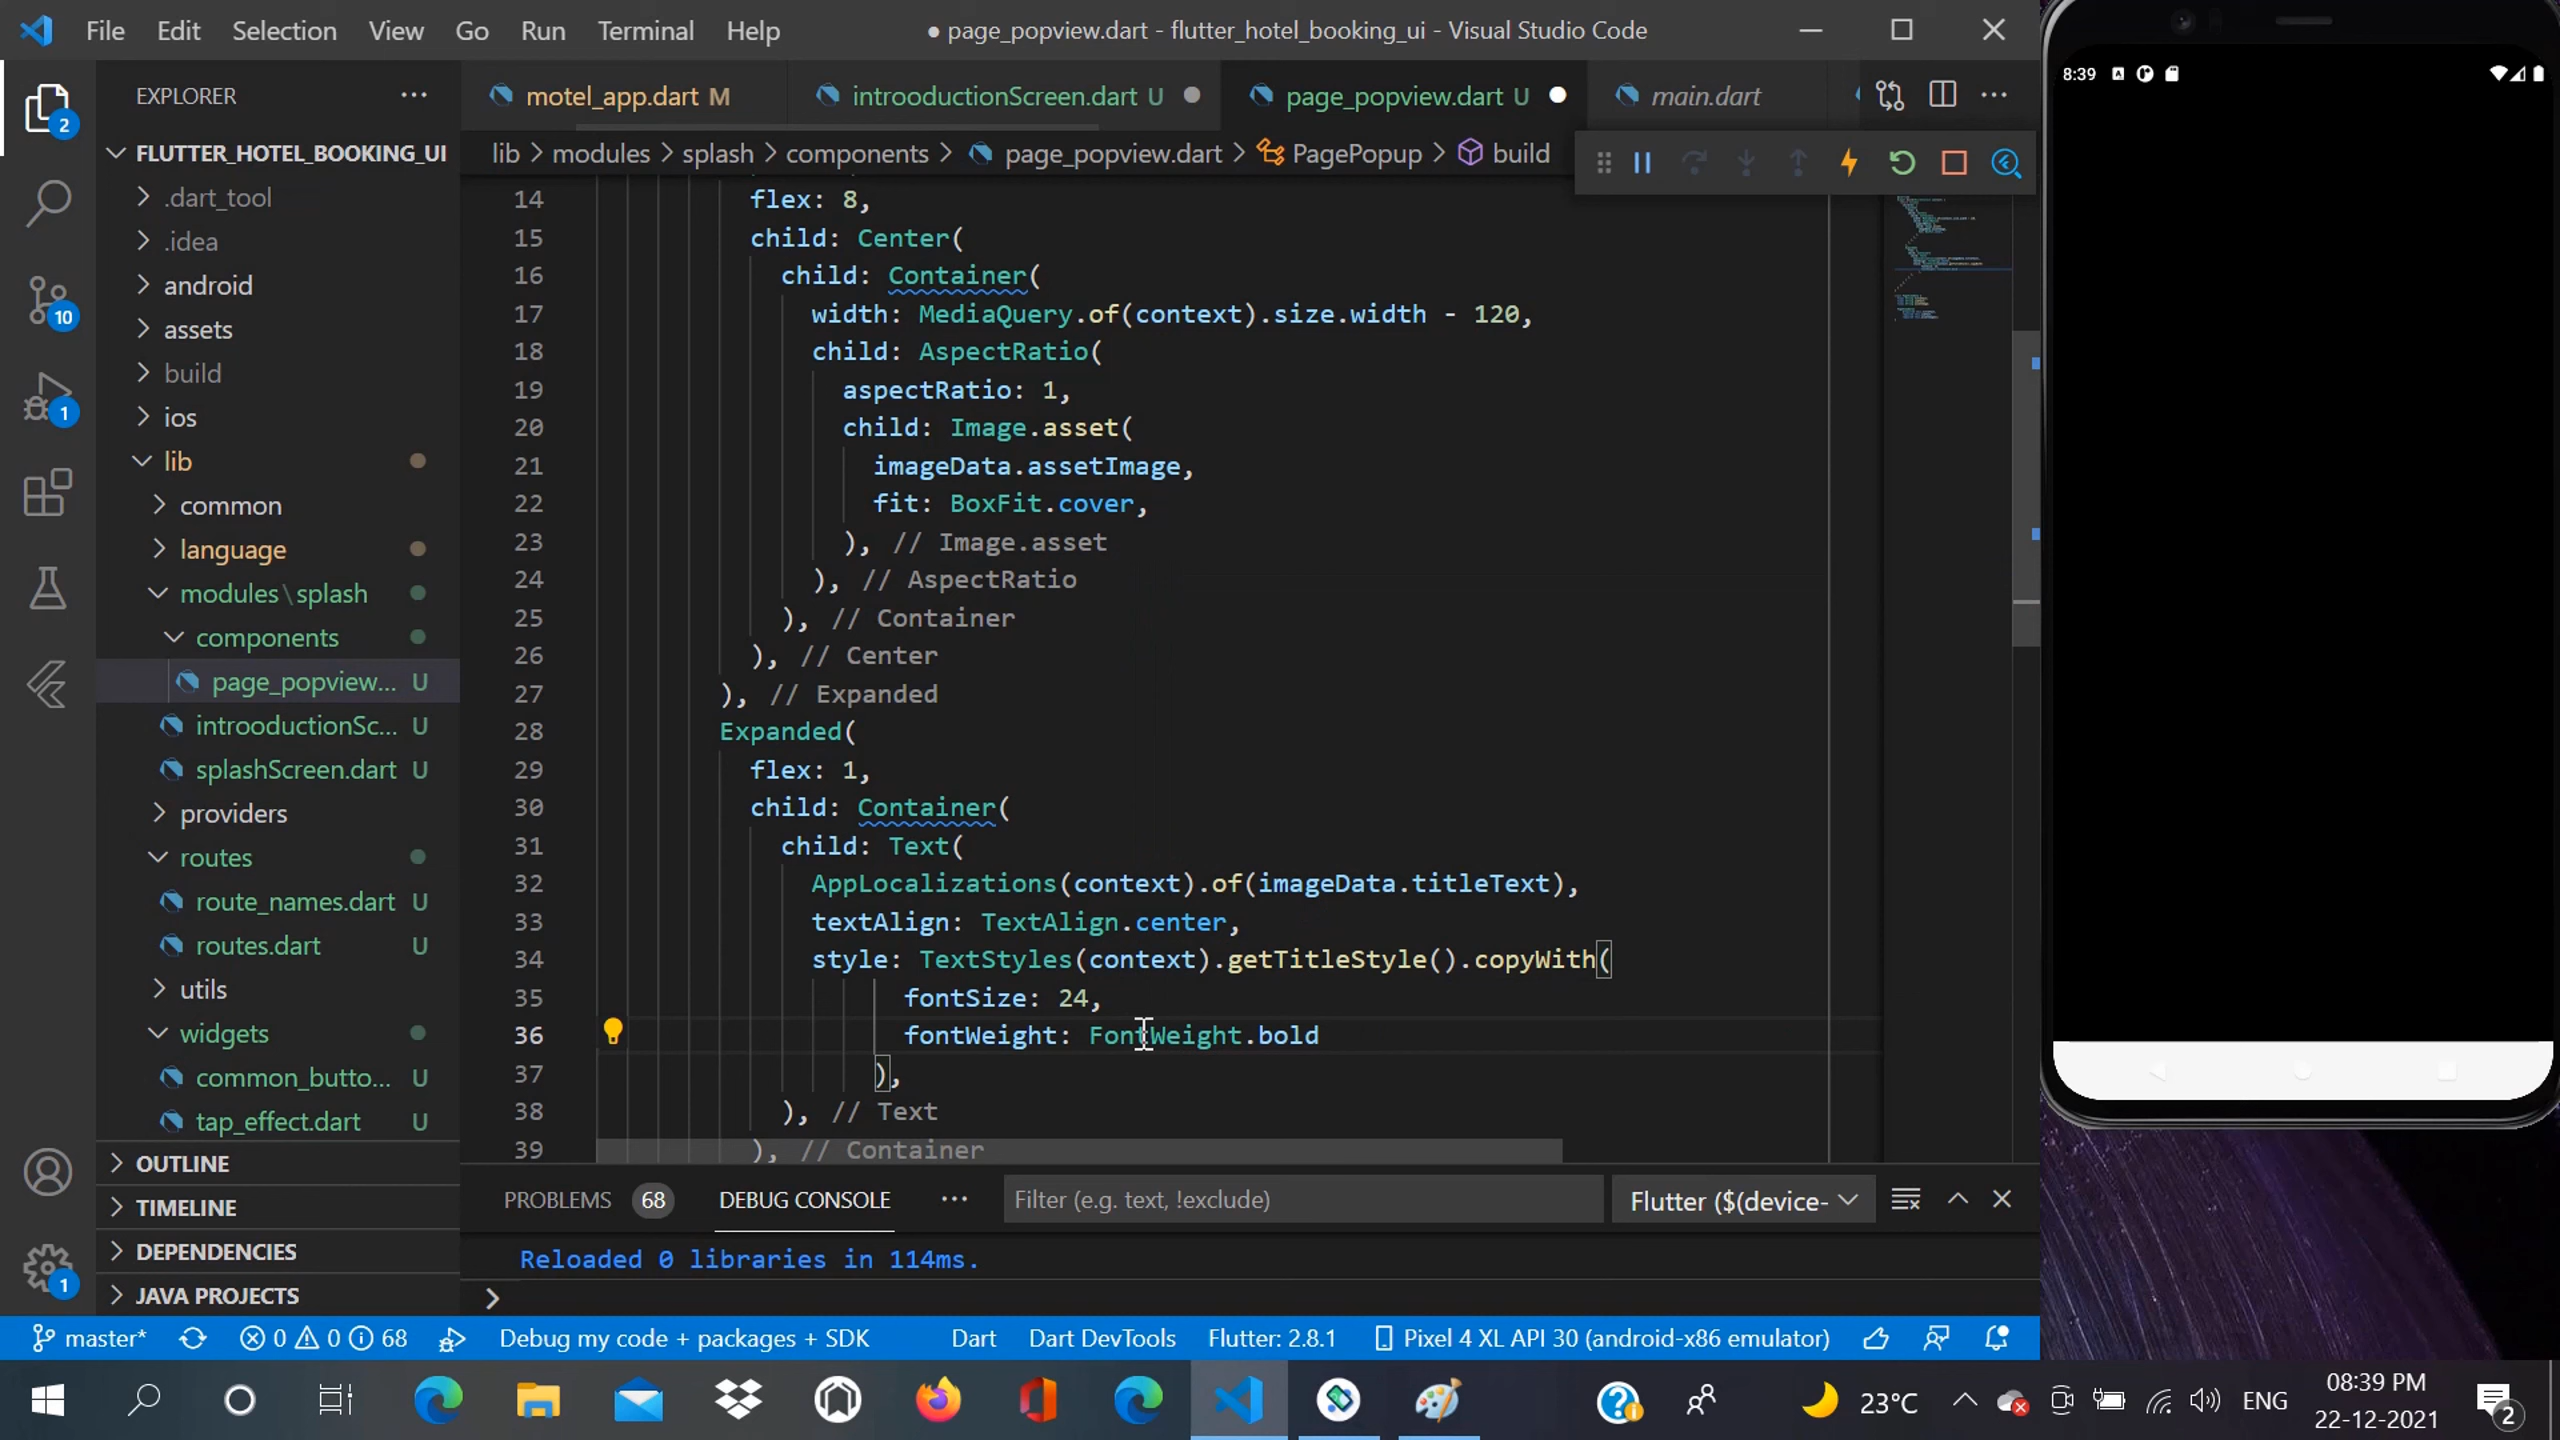 File Edit Selection View Go Run Terminal Help
● page_popview.dart - flutter_hotel_booking_ui - Visual Studio Code
8:39
EXPLORER
motel_app.dart M
introoductionScreen.dart U
page_popview.dart U
main.dart
lib > modules > splash > components > page_popview.dart > PagePopup > build
2
10
1
1
FLUTTER_HOTEL_BOOKING_UI
.dart_tool
.idea
android
assets
build
ios
lib
common
language
modules\splash
components
page_popview... U
introoductionSc... U
splashScreen.dart U
providers
routes
route_names.dart U
routes.dart U
utils
widgets
common_butto... U
tap_effect.dart U
OUTLINE
TIMELINE
DEPENDENCIES
JAVA PROJECTS
14 flex: 8,
15 child: Center(
16 child: Container(
17 width: MediaQuery.of(context).size.width - 120,
18 child: AspectRatio(
19 aspectRatio: 1,
20 child: Image.asset(
21 imageData.assetImage,
22 fit: BoxFit.cover,
23 ), // Image.asset
24 ), // AspectRatio
25 ), // Container
26 ), // Center
27 ), // Expanded
28 Expanded(
29 flex: 1,
30 child: Container(
31 child: Text(
32 AppLocalizations(context).of(imageData.titleText),
33 textAlign: TextAlign.center,
34 style: TextStyles(context).getTitleStyle().copyWith(
35 fontSize: 24,
36 fontWeight: FontWeight.bold
37 ),
38 ), // Text
39 ), // Container
PROBLEMS 68 DEBUG CONSOLE
Filter (e.g. text, !exclude)
Flutter ($(device-
Reloaded 0 libraries in 114ms.
master* 0 0 68 Debug my code + packages + SDK Dart Dart DevTools Flutter: 2.8.1 Pixel 4 XL API 30 (android-x86 emulator)
23°C ENG
08:39 PM
22-12-2021
2